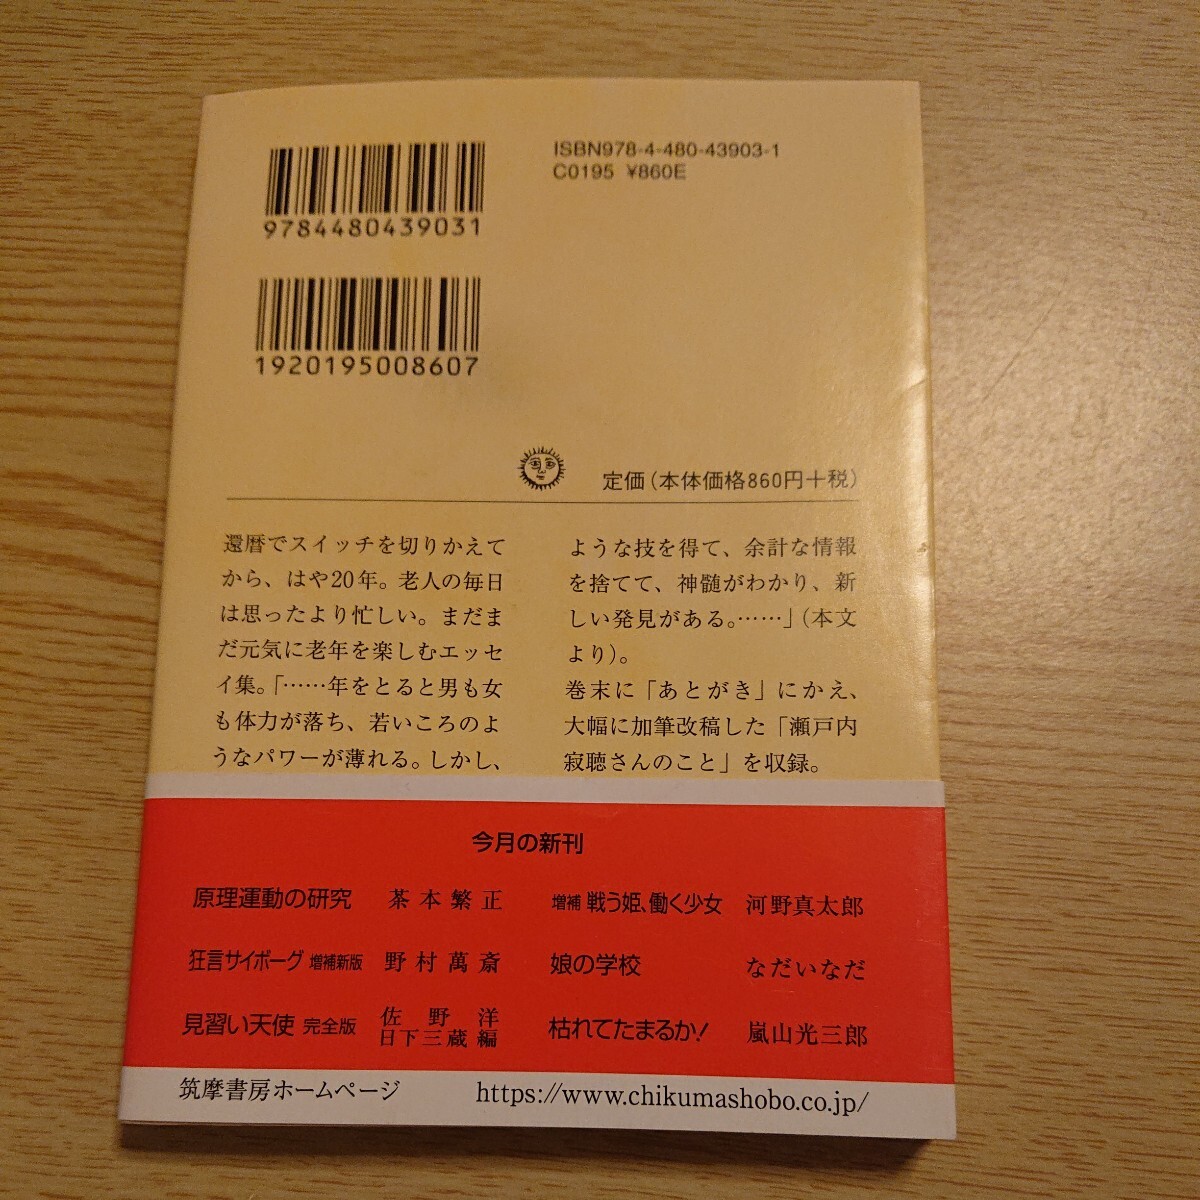 ISBN978-4-480-43903-1
C0195 ¥860E
9784480439031
1920195008607
定価(本体価格860円+税)
還暦でスイッチを切りかえて
から、はや20年。老人の毎日
は思ったより忙しい。まだま
だ元気に老年を楽しむエッセ
イ集。「……年をとると男も女
も体力が落ち、若いころのよ
うなパワーが薄れる。しかし、
ような技を得て、余計な情報
を捨てて、神髄がわかり、新
しい発見がある。……」(本文
より)。
巻末に「あとがき」にかえ、
大幅に加筆改稿した「瀬戸内
寂聴さんのこと」を収録。
今月の新刊
原理運動の研究 茶本繁正
狂言サイボーグ 増補新版 野村萬斎
見習い天使 完全版 佐野洋
日下三蔵編
増補 戦う姫、働く少女 河野真太郎
娘の学校 なだいなだ
枯れてたまるか! 嵐山光三郎
筑摩書房ホームページ https://www.chikumashobo.co.jp/